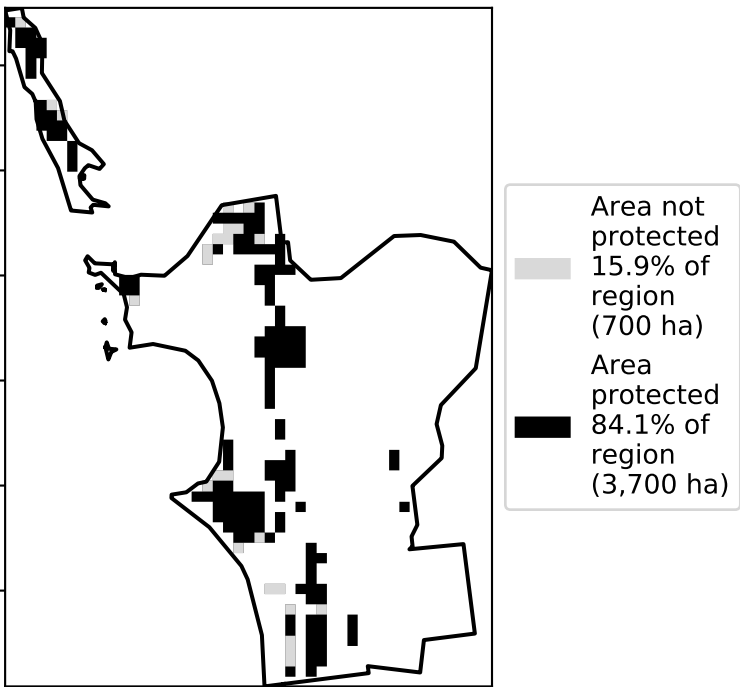 Area not
protected
15.9% of
region
(700 ha)
Area
protected
84.1% of
region
(3,700 ha)